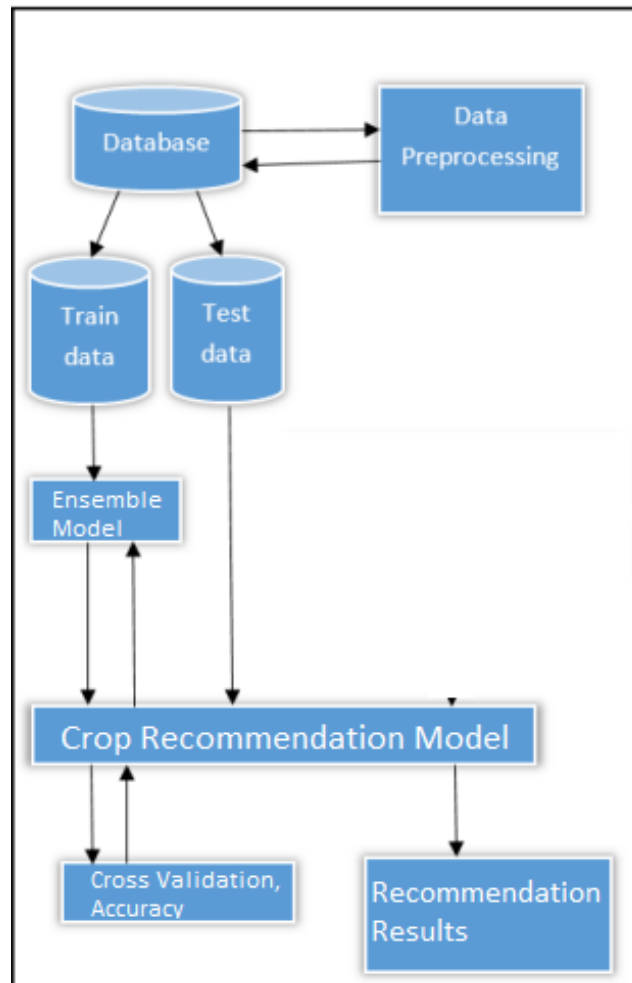 Database
Data
Preprocessing
Train
data
Test
data
Ensemble
Model
Crop Recommendation Model
Cross Validation,
Accuracy
Recommendation
Results